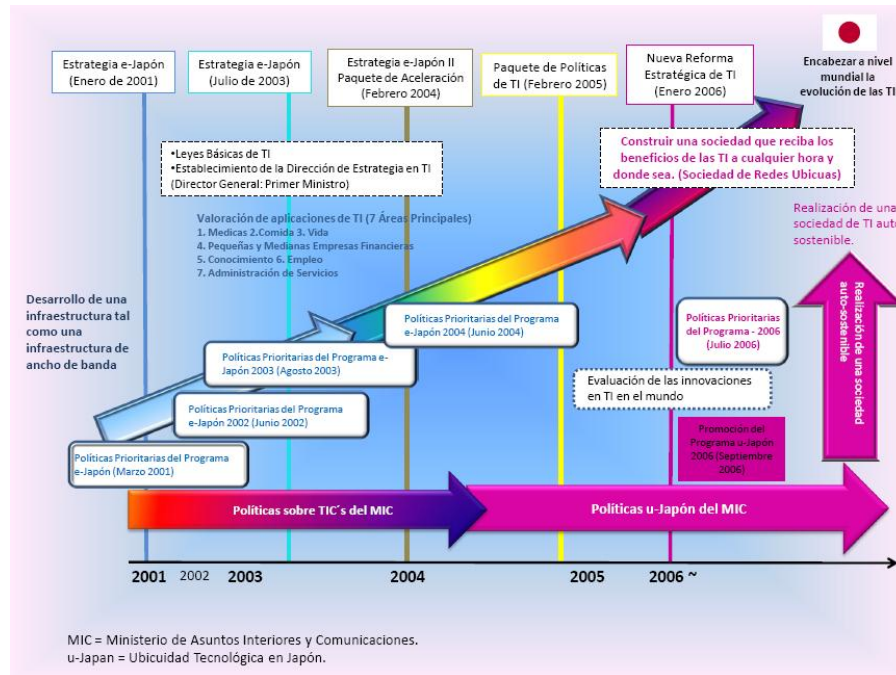 Estrategia e-Japón
(Enero de 2001)
Estrategia e-Japón
(Julio de 2003)
Estrategia e-Japón II
Paquete de Aceleración
(Febrero 2004)
Paquete de Políticas
de TI (Febrero 2005)
Nueva Reforma
Estratégica de TI
(Enero 2006)
Encabezar a nivel
mundial la
evolución de las TI
•Leyes Básicas de TI
•Establecimiento de la Dirección de Estrategia en TI
(Director General: Primer Ministro)
Construir una sociedad que reciba los
beneficios de las TI a cualquier hora y
donde sea. (Sociedad de Redes Ubicuas)
Valoración de aplicaciones de TI (7 Áreas Principales)
1. Medicas 2.Comida 3. Vida
4. Pequeñas y Medianas Empresas Financieras
5. Conocimiento 6. Empleo
7. Administración de Servicios
Realización de una
sociedad de TI auto
sostenible.
Desarrollo de una
infraestructura tal
como una
infraestructura de
ancho de banda
Políticas Prioritarias del Programa
e-Japón 2004 (Junio 2004)
Políticas Prioritarias
del Programa - 2006
(Julio 2006)
Realización de una sociedad
auto-sostenible
Políticas Prioritarias del Programa e-
Japón 2003 (Agosto 2003)
Evaluación de las innovaciones
en TI en el mundo
Políticas Prioritarias del Programa
e-Japón 2002 (Junio 2002)
Promoción del
Programa u-Japón
2006 (Septiembre
2006)
Políticas Prioritarias del Programa
e-Japón (Marzo 2001)
Políticas sobre TIC´s del MIC
Políticas u-Japón del MIC
2001 2002 2003 2004 2005 2006 ~
MIC = Ministerio de Asuntos Interiores y Comunicaciones.
u-Japan = Ubicuidad Tecnológica en Japón.